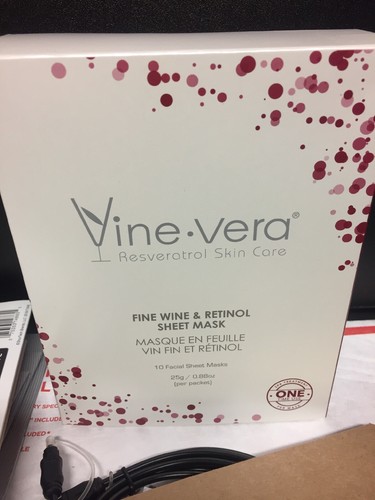 Vine·vera®
Resveratrol Skin Care
FINE WINE & RETINOL
SHEET MASK
MASQUE EN FEUILLE
VIN FIN ET RÉTINOL
10 Facial Sheet Masks
25g / 0.88oz
[per packet]
ONE
INCLUDED